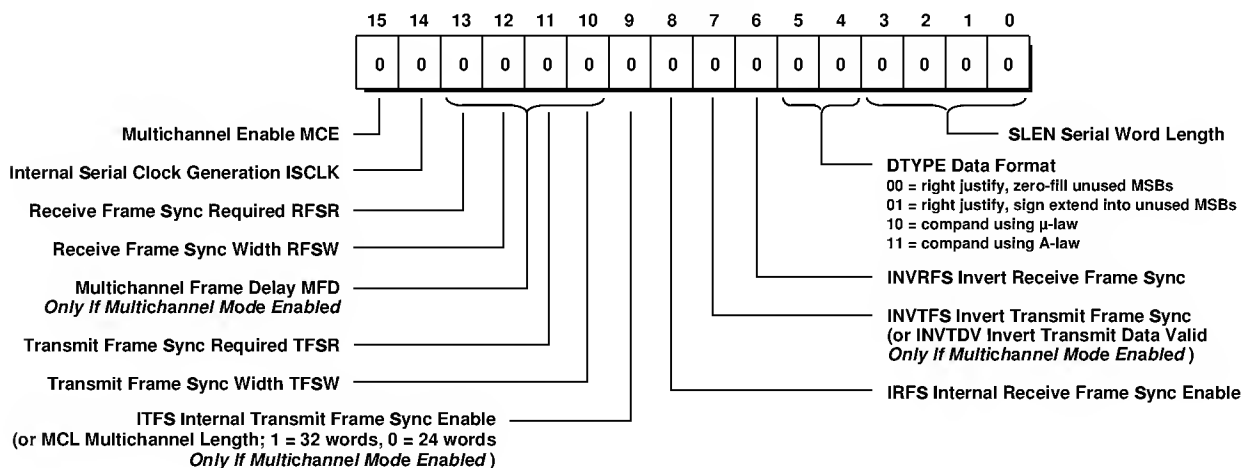 15 14 13 12 11 10 9 8 7 6 5 4 3 2 1 0
0 0 0 0 0 0 0 0 0 0 0 0 0 0 0 0
Multichannel Enable MCE
Internal Serial Clock Generation ISCLK
Receive Frame Sync Required RFSR
Receive Frame Sync Width RFSW
Multichannel Frame Delay MFD
Only If Multichannel Mode Enabled
Transmit Frame Sync Required TFSR
Transmit Frame Sync Width TFSW
ITFS Internal Transmit Frame Sync Enable
(or MCL Multichannel Length; 1 = 32 words, 0 = 24 words
Only If Multichannel Mode Enabled )
SLEN Serial Word Length
DTYPE Data Format
00 = right justify, zero-fill unused MSBs
01 = right justify, sign extend into unused MSBs
10 = compand using µ-law
11 = compand using A-law
INVRFS Invert Receive Frame Sync
INVTFS Invert Transmit Frame Sync
(or INVTDV Invert Transmit Data Valid
Only If Multichannel Mode Enabled )
IRFS Internal Receive Frame Sync Enable